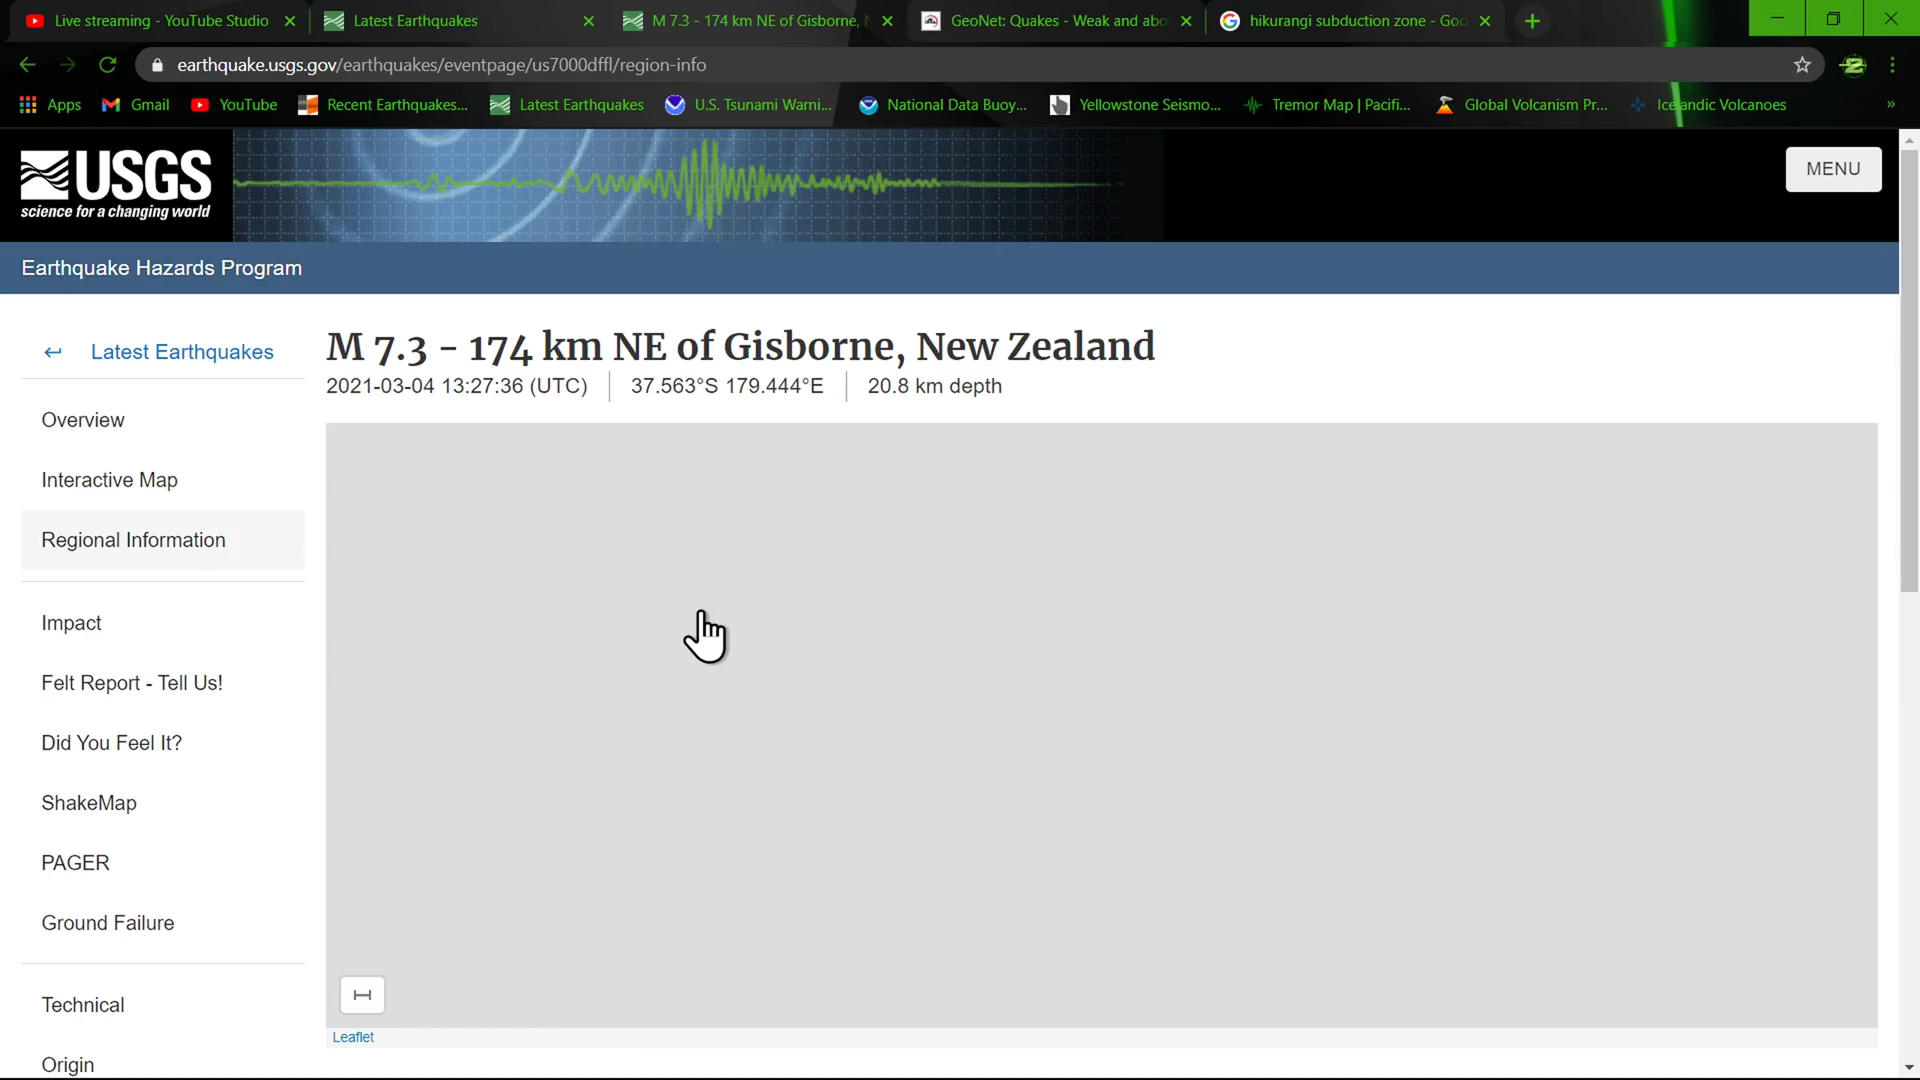 Live streaming - YouTube Studio
Latest Earthquakes
M 7.3 - 174 km NE of Gisborne,
GeoNet: Quakes - Weak and abo
hikurangi subduction zone - Goo
earthquake.usgs.gov/earthquakes/eventpage/us7000dffl/region-info
Apps
Gmail
YouTube
Recent Earthquakes...
Latest Earthquakes
U.S. Tsunami Warni...
National Data Buoy...
Yellowstone Seismo...
Tremor Map | Pacifi...
Global Volcanism Pr...
Icelandic Volcanoes
»
USGS
science for a changing world
MENU
Earthquake Hazards Program
Latest Earthquakes
Overview
Interactive Map
Regional Information
Impact
Felt Report - Tell Us!
Did You Feel It?
ShakeMap
PAGER
Ground Failure
Technical
Origin
M 7.3 - 174 km NE of Gisborne, New Zealand
2021-03-04 13:27:36 (UTC)
37.563°S 179.444°E
20.8 km depth
Leaflet